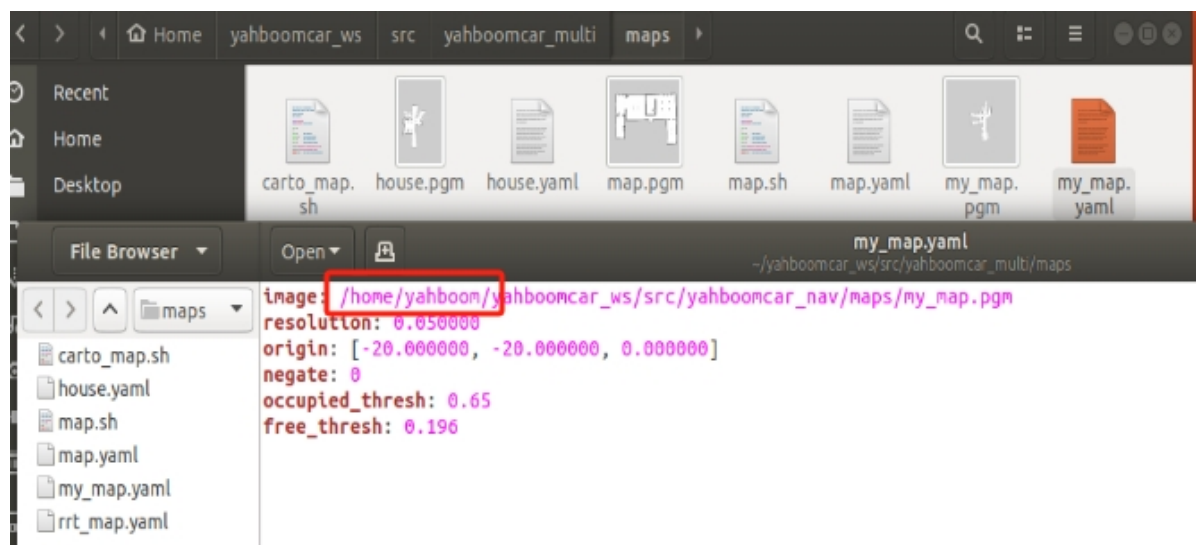 Home yahboomcar_ws src yahboomcar_multi maps
Recent
Home
Desktop
carto_map.
sh
house.pgm
house.yaml
map.pgm
map.sh
map.yaml
my_map.
pgm
my_map.
yaml
File Browser
Open
my_map.yaml
~/yahboomcar_ws/src/yahboomcar_multi/maps
maps
carto_map.sh
house.yaml
map.sh
map.yaml
my_map.yaml
rrt_map.yaml
image: /home/yahboom/yahboomcar_ws/src/yahboomcar_nav/maps/my_map.pgm
resolution: 0.050000
origin: [-20.000000, -20.000000, 0.000000]
negate: 0
occupied_thresh: 0.65
free_thresh: 0.196